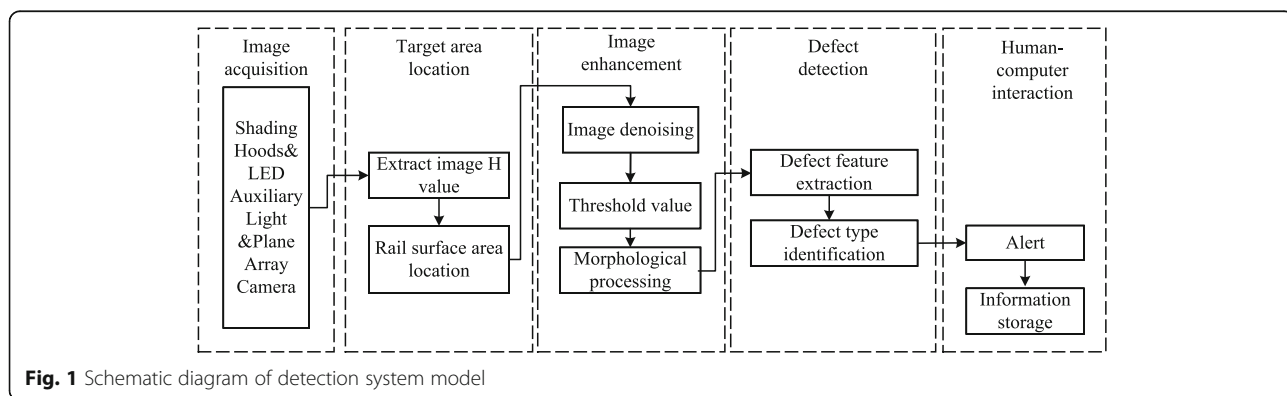 Image
acquisition
Shading
Hoods&
LED
Auxiliary
Light
&Plane
Array
Camera
Target area
location
Extract image H
value
Rail surface area
location
Image
enhancement
Image denoising
Threshold value
Morphological
processing
Defect
detection
Defect feature
extraction
Defect type
identification
Human-
computer
interaction
Alert
Information
storage
Fig. 1 Schematic diagram of detection system model